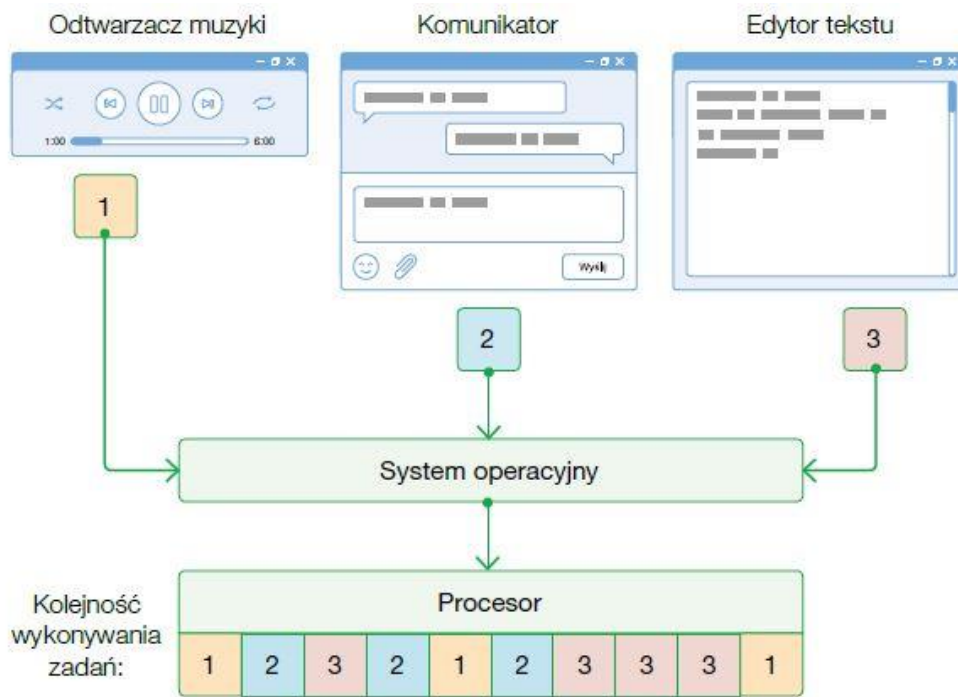 Odtwarzacz muzyki
Komunikator
Edytor tekstu
1:00
6:00
Wyślij
1
2
3
System operacyjny
Procesor
Kolejność
wykonywania
zadań:
1 2 3 2 1 2 3 3 3 1